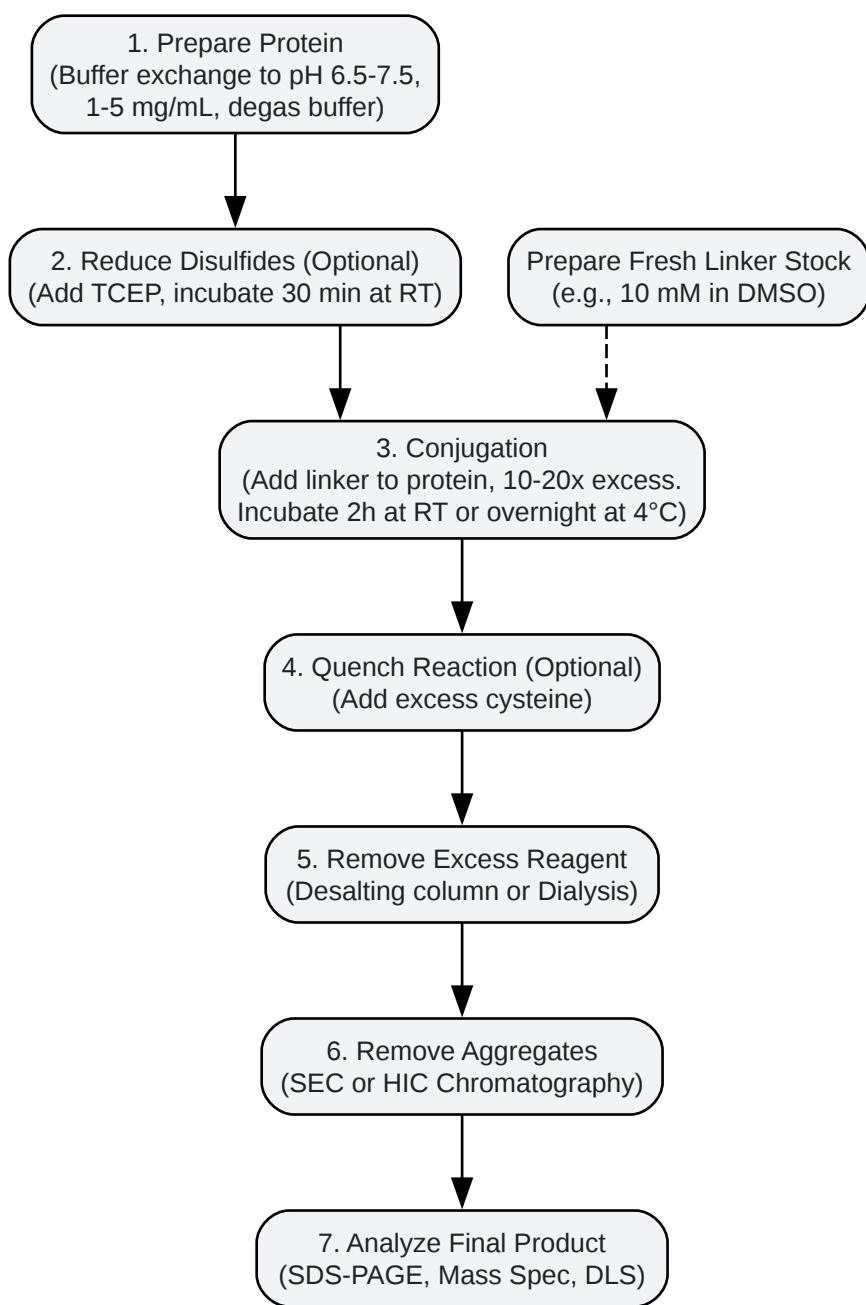 1. Prepare Protein
(Buffer exchange to pH 6.5-7.5,
1-5 mg/mL, degas buffer)
2. Reduce Disulfides (Optional)
(Add TCEP, incubate 30 min at RT)
Prepare Fresh Linker Stock
(e.g., 10 mM in DMSO)
3. Conjugation
(Add linker to protein, 10-20x excess.
Incubate 2h at RT or overnight at 4°C)
4. Quench Reaction (Optional)
(Add excess cysteine)
5. Remove Excess Reagent
(Desalting column or Dialysis)
6. Remove Aggregates
(SEC or HIC Chromatography)
7. Analyze Final Product
(SDS-PAGE, Mass Spec, DLS)